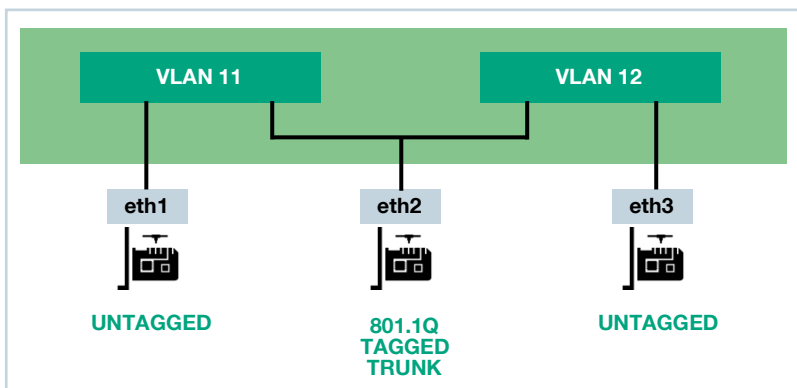 VLAN 11
VLAN 12
eth1
eth2
eth3
UNTAGGED
801.1Q
TAGGED
TRUNK
UNTAGGED